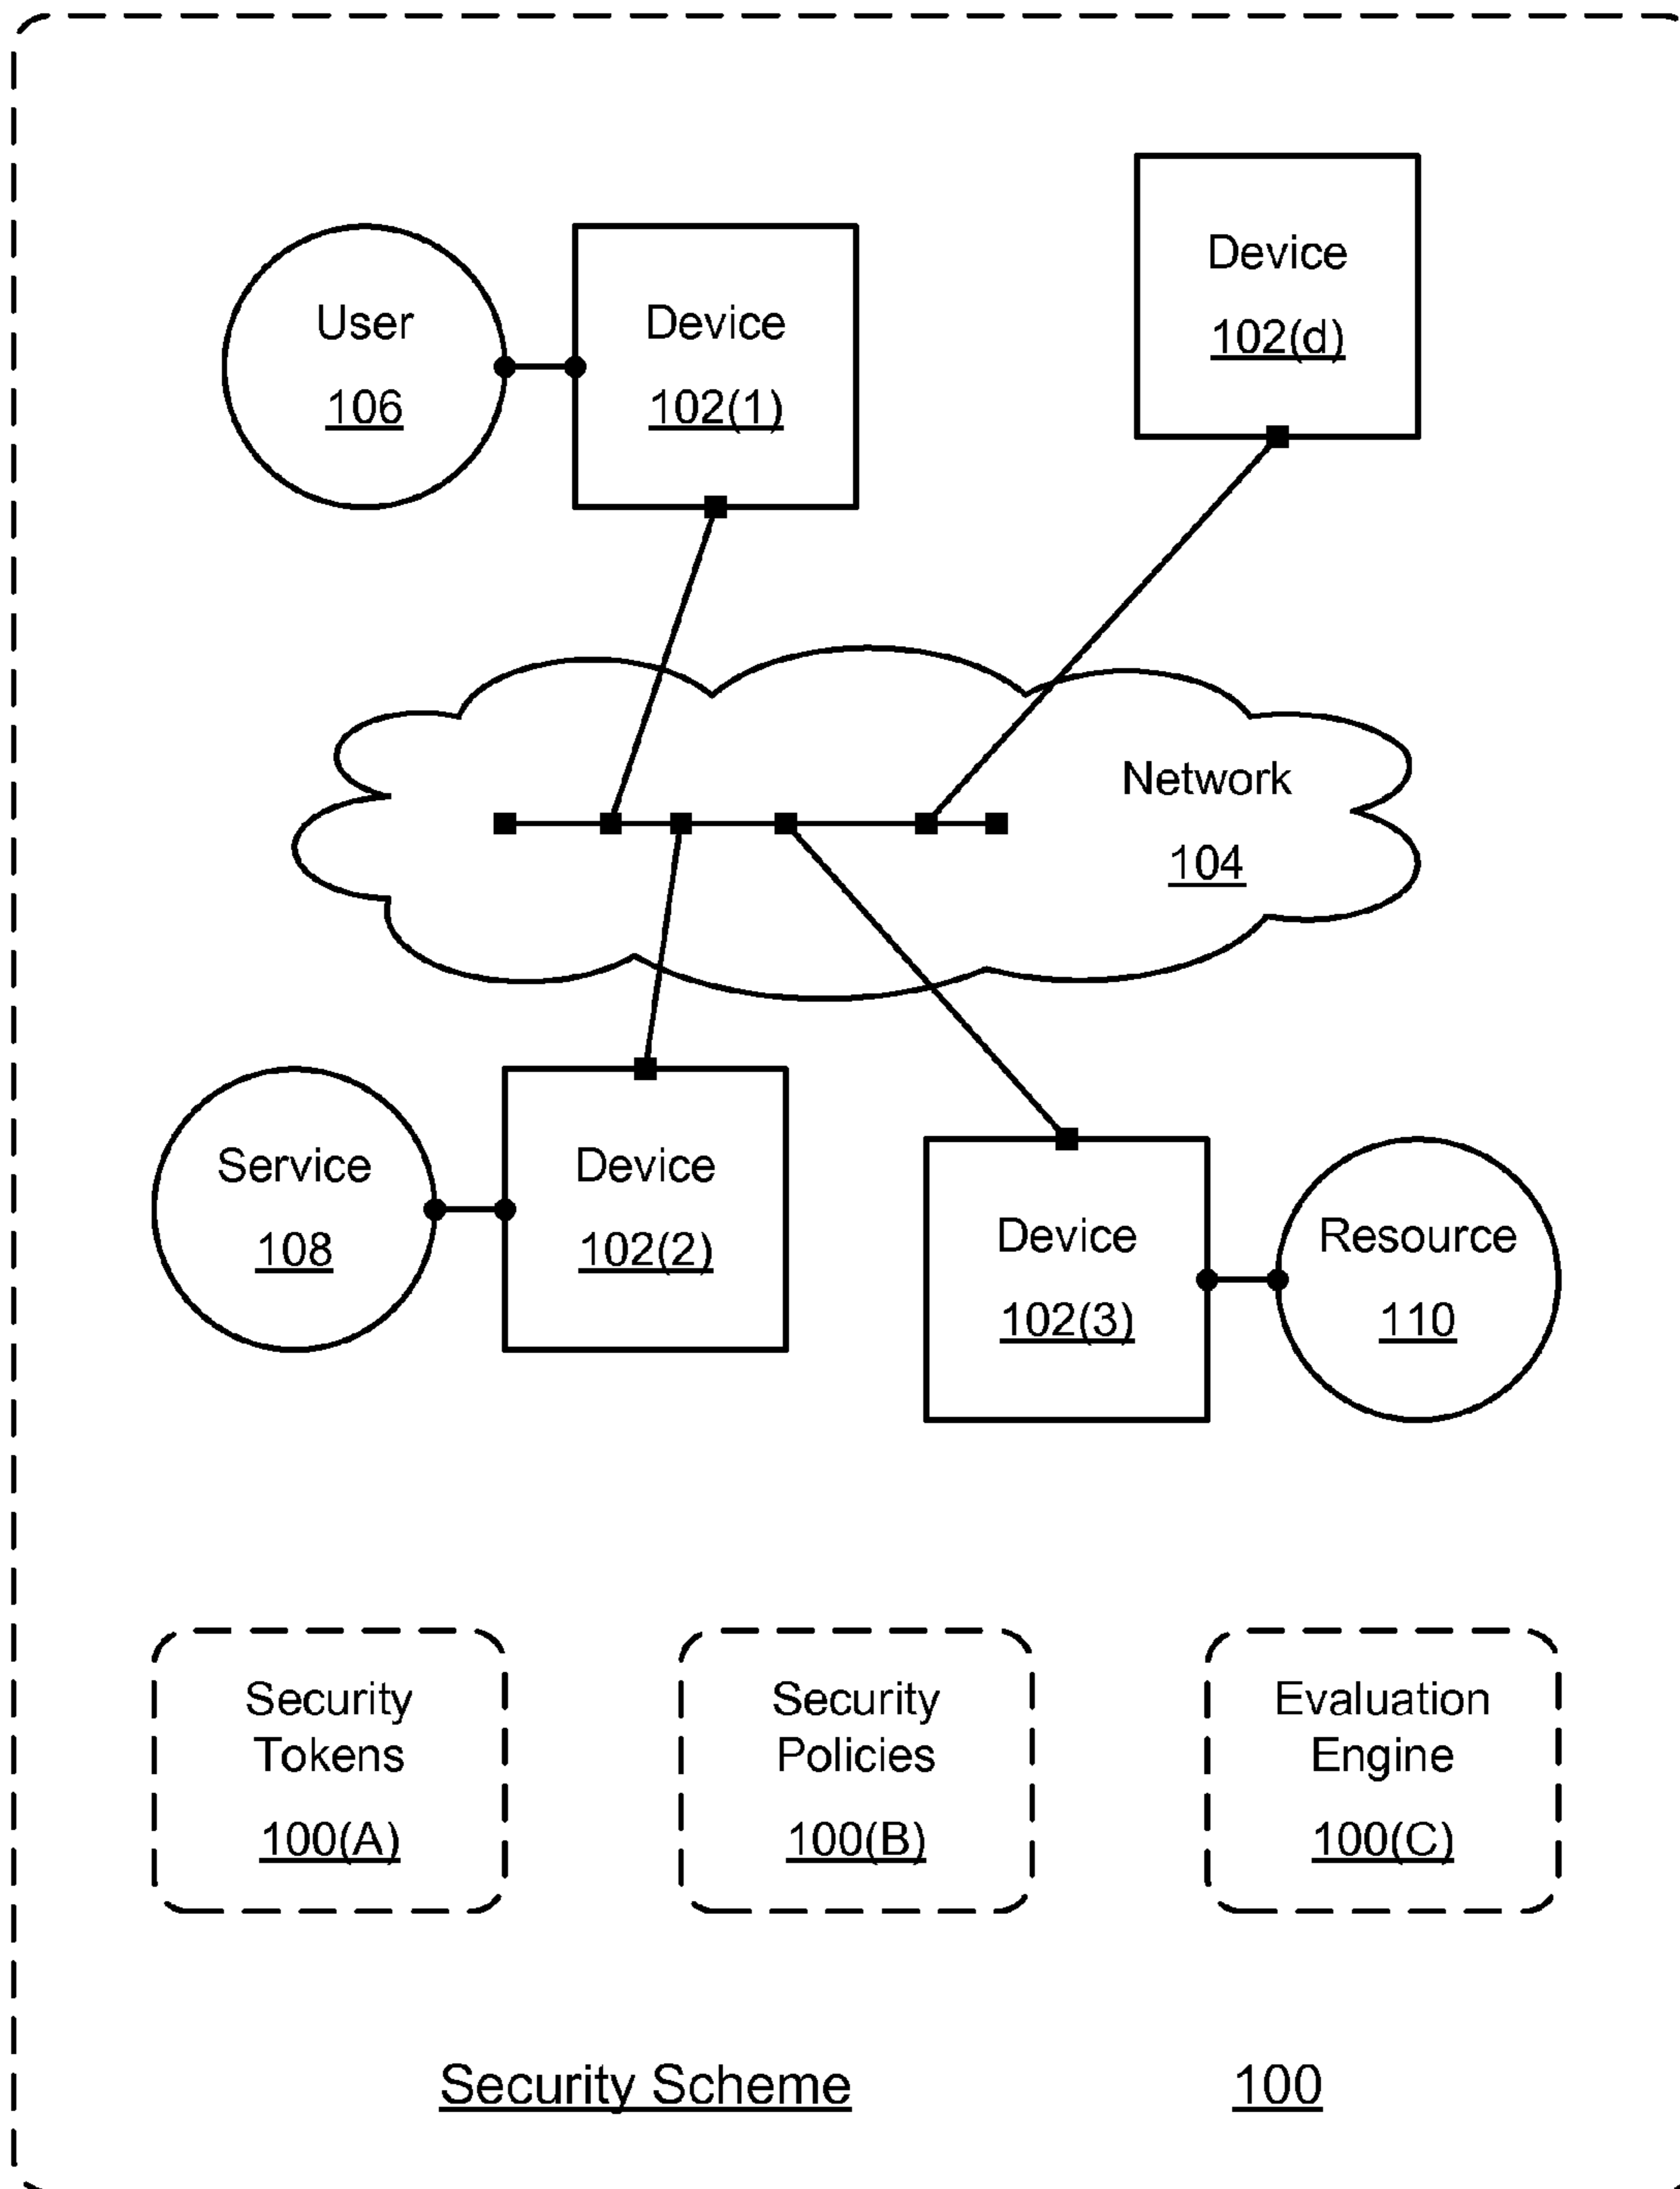 User
106
Device
102(1)
Device
102(d)
Network
104
Service
108
Device
102(2)
Device
102(3)
Resource
110
Security
Tokens
100(A)
Security
Policies
100(B)
Evaluation
Engine
100(C)
Security Scheme 100